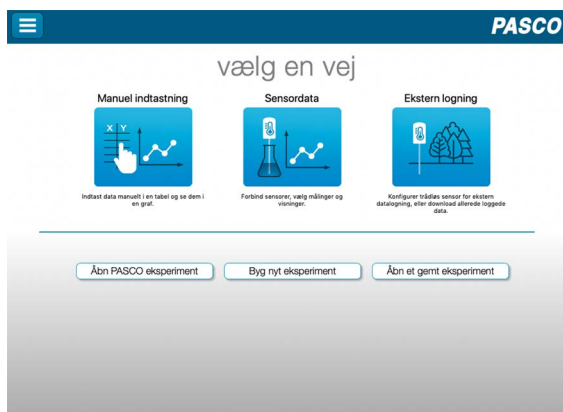 PASCO
vælg en vej
Manuel indtastning
X Y
Indtast data manuelt i en tabel og se dem i
en graf.
Sensordata
Forbind sensorer, vælg målinger og
visninger.
Ekstern logning
Konfigurer trådløs sensor for ekstern
datalogning, eller download allerede loggede
data.
Åbn PASCO eksperiment
Byg nyt eksperiment
Åbn et gemt eksperiment